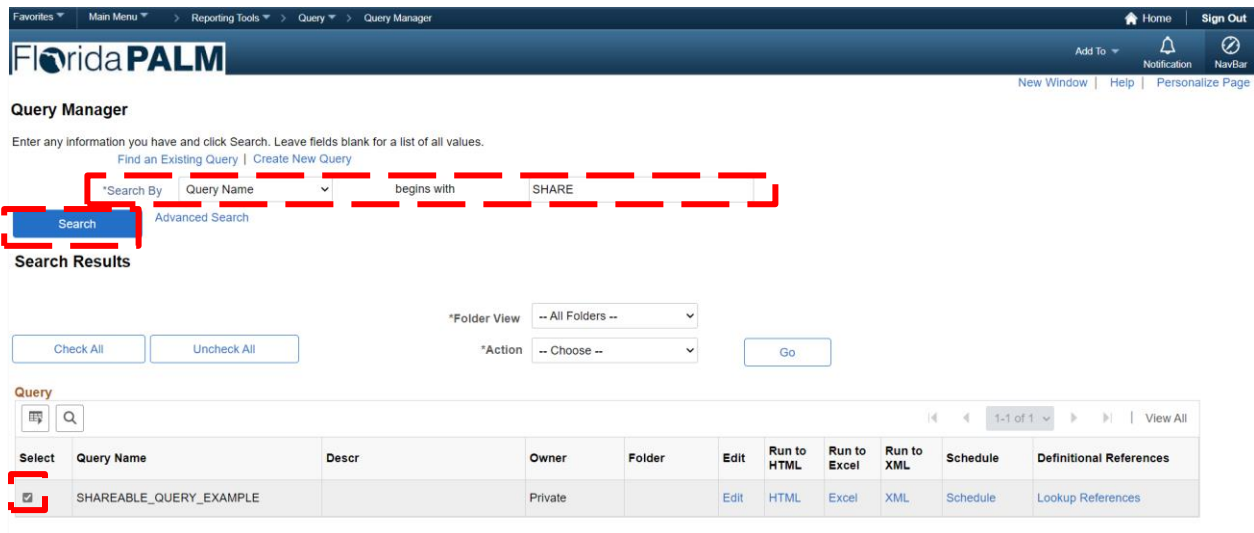 Favorites Main Menu > Reporting Tools > Query > Query Manager Home Sign Out
Florida PALM Add To Notification NavBar
New Window | Help | Personalize Page
Query Manager
Enter any information you have and click Search. Leave fields blank for a list of all values.
Find an Existing Query | Create New Query
*Search By Query Name begins with SHARE
Search Advanced Search
Search Results
*Folder View -- All Folders --
Check All Uncheck All *Action -- Choose -- Go
Query
1-1 of 1 | View All
Select Query Name Descr Owner Folder Edit Run to HTML Run to Excel Run to XML Schedule Definitional References
SHAREABLE_QUERY_EXAMPLE Private Edit HTML Excel XML Schedule Lookup References